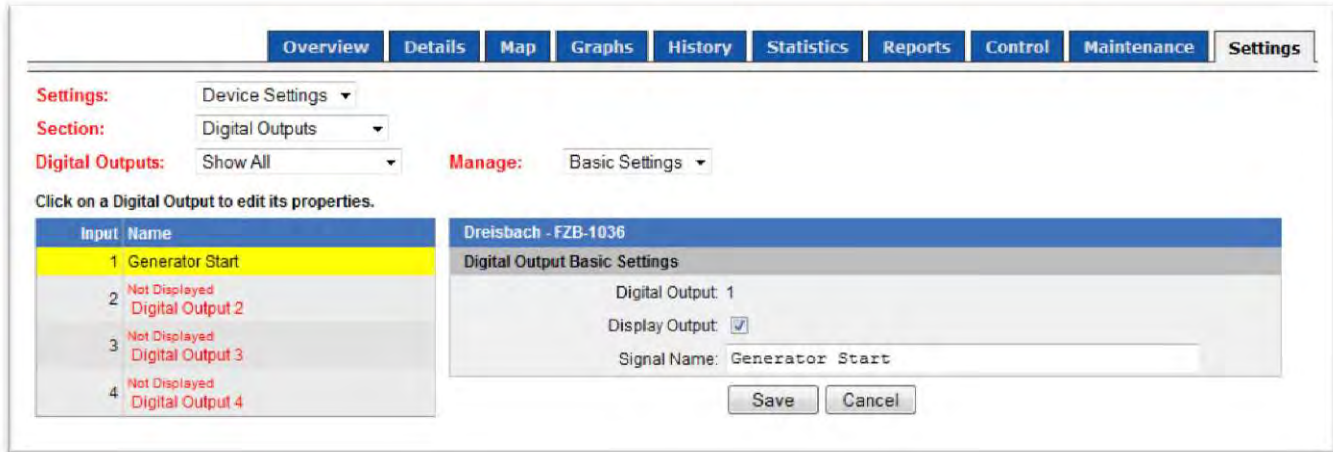 Overview Details Map Graphs History Statistics Reports Control Maintenance Settings
Settings: Device Settings
Section: Digital Outputs
Digital Outputs: Show All Manage: Basic Settings
Click on a Digital Output to edit its properties.
Input Name
1 Generator Start
2 Not Displayed
Digital Output 2
3 Not Displayed
Digital Output 3
4 Not Displayed
Digital Output 4
Dreisbach - FZB-1036
Digital Output Basic Settings
Digital Output: 1
Display Output:
Signal Name: Generator Start
Save Cancel